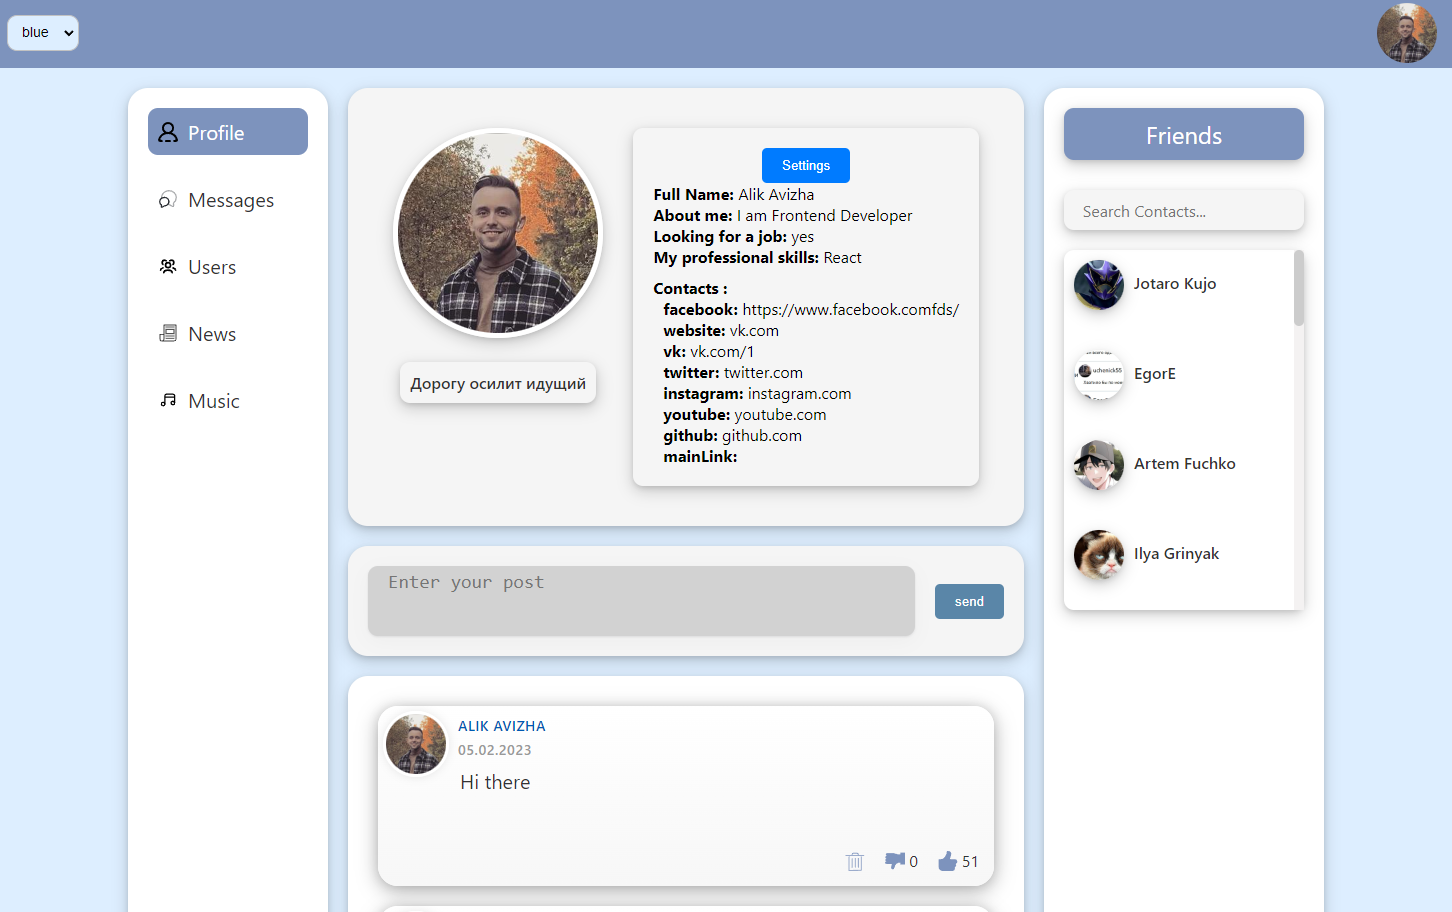 blue
Profile
Messages
Users
News
Music
Дорогу осилит идущий
Settings
Full Name: Alik Avizha
About me: I am Frontend Developer
Looking for a job: yes
My professional skills: React
Contacts :
facebook: https://www.facebook.comfds/
website: vk.com
vk: vk.com/1
twitter: twitter.com
instagram: instagram.com
youtube: youtube.com
github: github.com
mainLink:
Enter your post
send
ALIK AVIZHA
05.02.2023
Hi there
0
51
Friends
Search Contacts...
Jotaro Kujo
uchenick55
EgorE
Artem Fuchko
Ilya Grinyak